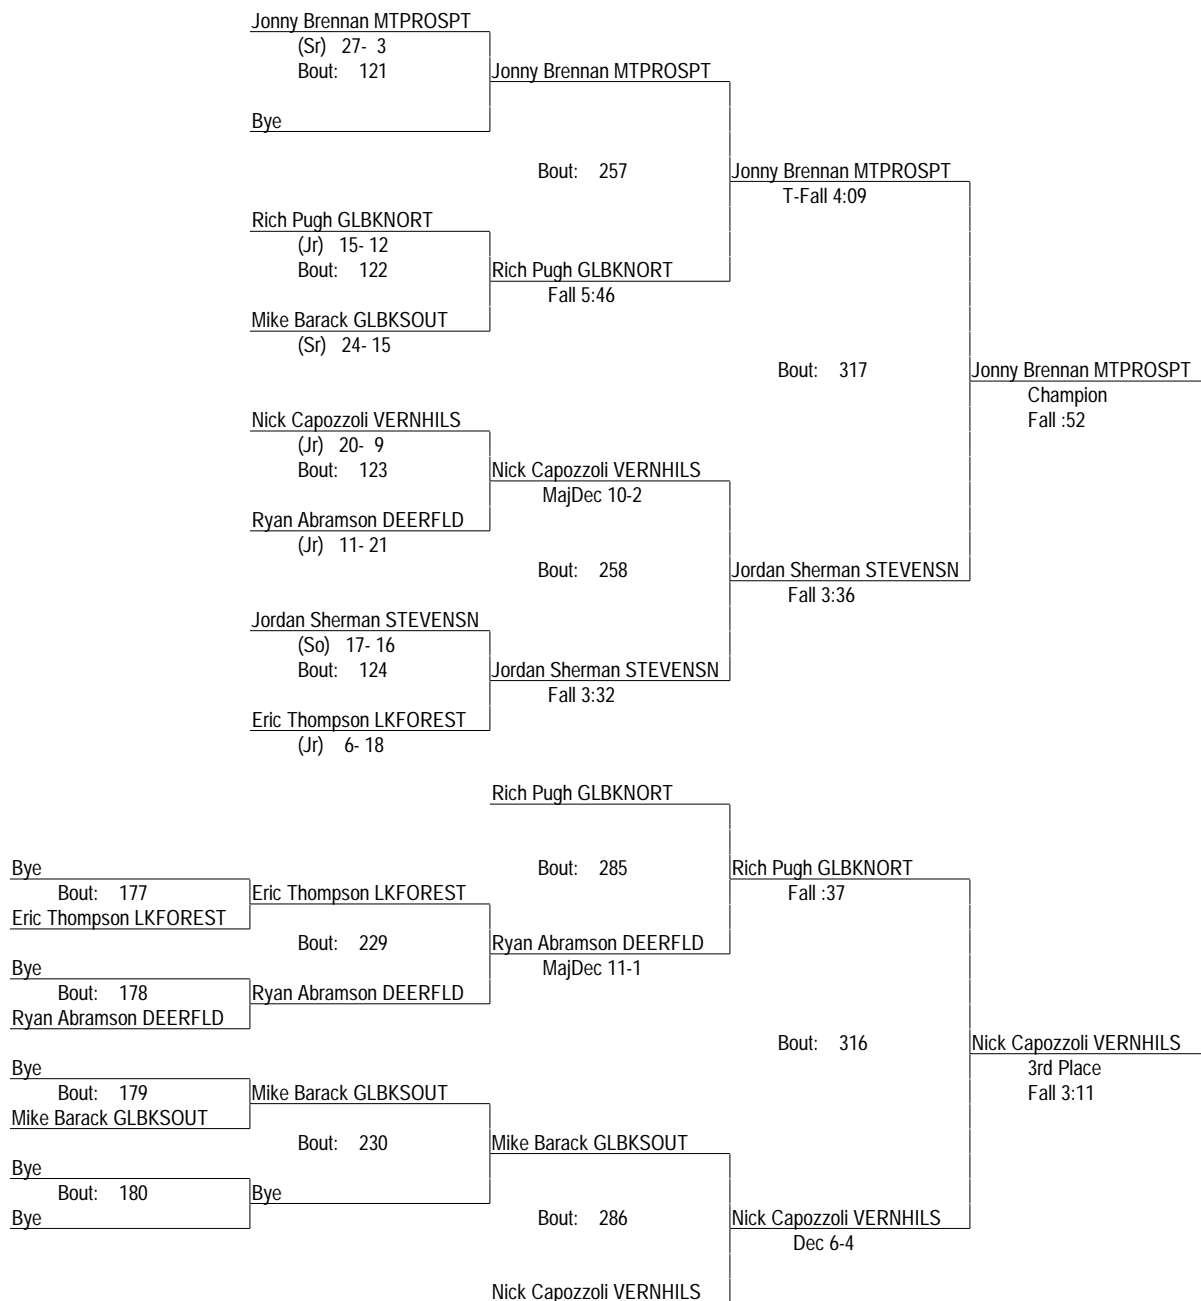 Jonny Brennan MTPROSPT
(Sr) 27- 3
Bout: 121
Jonny Brennan MTPROSPT
Bye
Bout: 257
Jonny Brennan MTPROSPT
T-Fall 4:09
Rich Pugh GLBKNORT
(Jr) 15- 12
Bout: 122
Rich Pugh GLBKNORT
Fall 5:46
Mike Barack GLBKSOUT
(Sr) 24- 15
Bout: 317
Jonny Brennan MTPROSPT
Champion
Fall :52
Nick Capozzoli VERNHILS
(Jr) 20- 9
Bout: 123
Nick Capozzoli VERNHILS
MajDec 10-2
Ryan Abramson DEERFLD
(Jr) 11- 21
Bout: 258
Jordan Sherman STEVENSN
Fall 3:36
Jordan Sherman STEVENSN
(So) 17- 16
Bout: 124
Jordan Sherman STEVENSN
Fall 3:32
Eric Thompson LKFOREST
(Jr) 6- 18
Rich Pugh GLBKNORT
Bout: 285
Rich Pugh GLBKNORT
Fall :37
Bye
Bout: 177
Eric Thompson LKFOREST
Eric Thompson LKFOREST
Bout: 229
Ryan Abramson DEERFLD
MajDec 11-1
Bye
Bout: 178
Ryan Abramson DEERFLD
Ryan Abramson DEERFLD
Bout: 316
Nick Capozzoli VERNHILS
3rd Place
Fall 3:11
Bye
Bout: 179
Mike Barack GLBKSOUT
Mike Barack GLBKSOUT
Bout: 230
Mike Barack GLBKSOUT
Bye
Bout: 180
Bye
Bye
Bout: 286
Nick Capozzoli VERNHILS
Dec 6-4
Nick Capozzoli VERNHILS